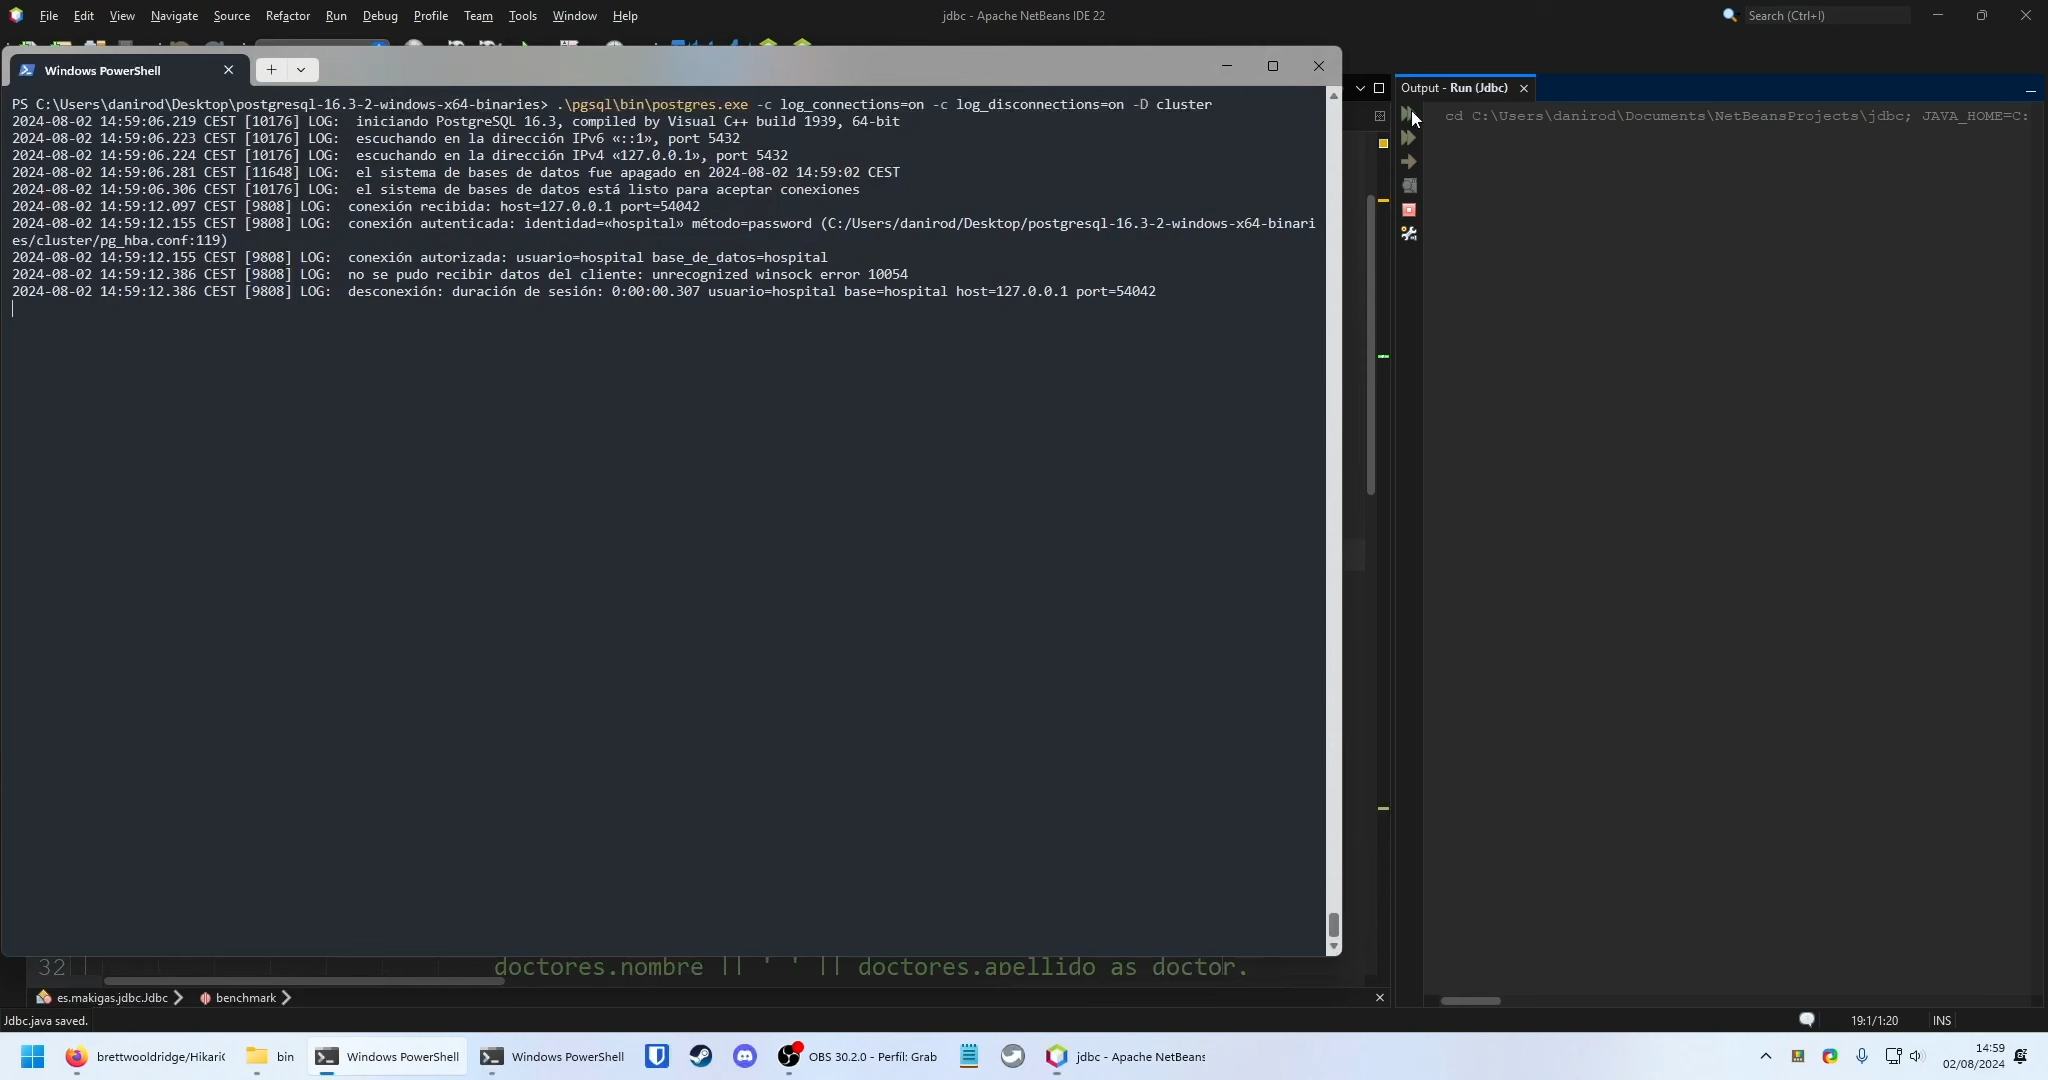 File Edit View Navigate Source Refactor Run Debug Profile Team Tools Window Help
jdbc - Apache NetBeans IDE 22
Search (Ctrl+I)
Windows PowerShell
Output - Run (Jdbc)
PS C:\Users\danirod\Desktop\postgresql-16.3-2-windows-x64-binaries> .\pgsql\bin\postgres.exe -c log_connections=on -c log_disconnections=on -D cluster
2024-08-02 14:59:06.219 CEST [10176] LOG:  iniciando PostgreSQL 16.3, compiled by Visual C++ build 1939, 64-bit
2024-08-02 14:59:06.223 CEST [10176] LOG:  escuchando en la dirección IPv6 «::1», port 5432
2024-08-02 14:59:06.224 CEST [10176] LOG:  escuchando en la dirección IPv4 «127.0.0.1», port 5432
2024-08-02 14:59:06.281 CEST [11648] LOG:  el sistema de bases de datos fue apagado en 2024-08-02 14:59:02 CEST
2024-08-02 14:59:06.306 CEST [10176] LOG:  el sistema de bases de datos está listo para aceptar conexiones
2024-08-02 14:59:12.097 CEST [9808] LOG:  conexión recibida: host=127.0.0.1 port=54042
2024-08-02 14:59:12.155 CEST [9808] LOG:  conexión autenticada: identidad=«hospital» método=password (C:/Users/danirod/Desktop/postgresql-16.3-2-windows-x64-binari
es/cluster/pg_hba.conf:119)
2024-08-02 14:59:12.155 CEST [9808] LOG:  conexión autorizada: usuario=hospital base_de_datos=hospital
2024-08-02 14:59:12.386 CEST [9808] LOG:  no se pudo recibir datos del cliente: unrecognized winsock error 10054
2024-08-02 14:59:12.386 CEST [9808] LOG:  desconexión: duración de sesión: 0:00:00.307 usuario=hospital base=hospital host=127.0.0.1 port=54042
cd C:\Users\danirod\Documents\NetBeansProjects\jdbc; JAVA_HOME=C:
32 doctores.nombre || ' ' || doctores.apellido as doctor,
es.makigas.jdbc.Jdbc benchmark
Jdbc.java saved.
19:1/1:20 INS
brettwooldridge/Hikari bin Windows PowerShell Windows PowerShell OBS 30.2.0 - Perfil: Grab jdbc - Apache NetBeans
14:59
02/08/2024